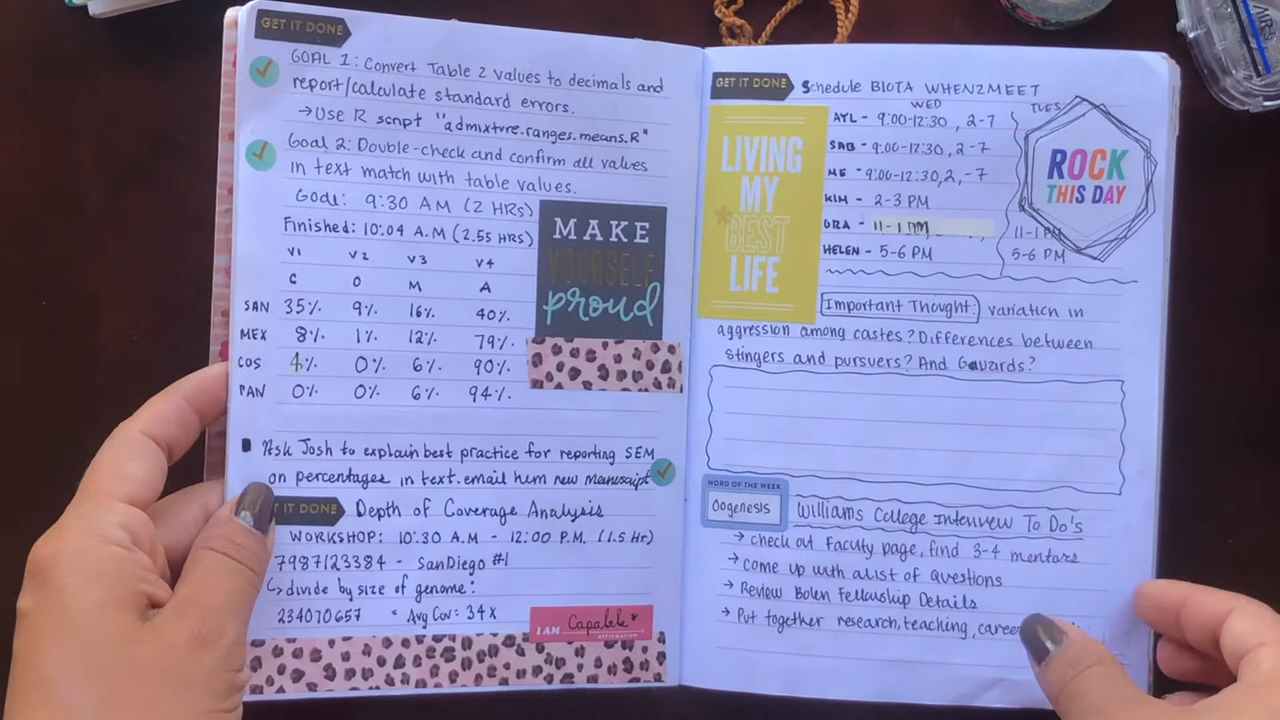 GET IT DONE
GOAL 1: Convert Table 2 values to decimals and
report/calculate standard errors.
→ Use R script "admixture.ranges.means.R"
Goal 2: Double-check and confirm all values
in text match with table values.
Goal: 9:30 AM (2 HRs)
Finished: 10:04 A.M (2.55 HRS)
MAKE
YOURSELF
proud
V1 V2 V3 V4
C O M A
SAN 35% 9% 16% 40%
MEX 8% 1% 12% 79%
COS 4% 0% 6% 90%
PAN 0% 0% 6% 94%
Ask Josh to explain best practice for reporting SEM
on percentages in text. email hem new manuscript
IT DONE Depth of Coverage Analysis
WORKSHOP: 10:30 A.M - 12:00 P.M. (1.5 Hr)
7987123384 - SanDiego #1
↳ divide by size of genome:
234070657 = Avg Cov = 34x
I AM Capable ♥
AFFIRMATION
GET IT DONE Schedule BIOTA WHEN2MEET
WED TUES
AYL - 9:00-12:30, 2-7
SAB - 9:00-12:30, 2-7
ME - 9:00-12:30, 2,-7
KIM - 2-3 PM
GRA - 11-1 PM 11-1 PM
HELEN - 5-6 PM 5-6 PM
LIVING
MY
BEST
LIFE
ROCK
THIS DAY
Important Thought: variation in
aggression among castes? Differences between
stingers and pursuers? And Guards?
WORD OF THE WEEK
Oogenesis
Williams College Interview To Do's
→ check out Faculty page, find 3-4 mentors
→ come up with a list of questions
→ Review Bolin Fellowship Details
→ Put together research, teaching, career